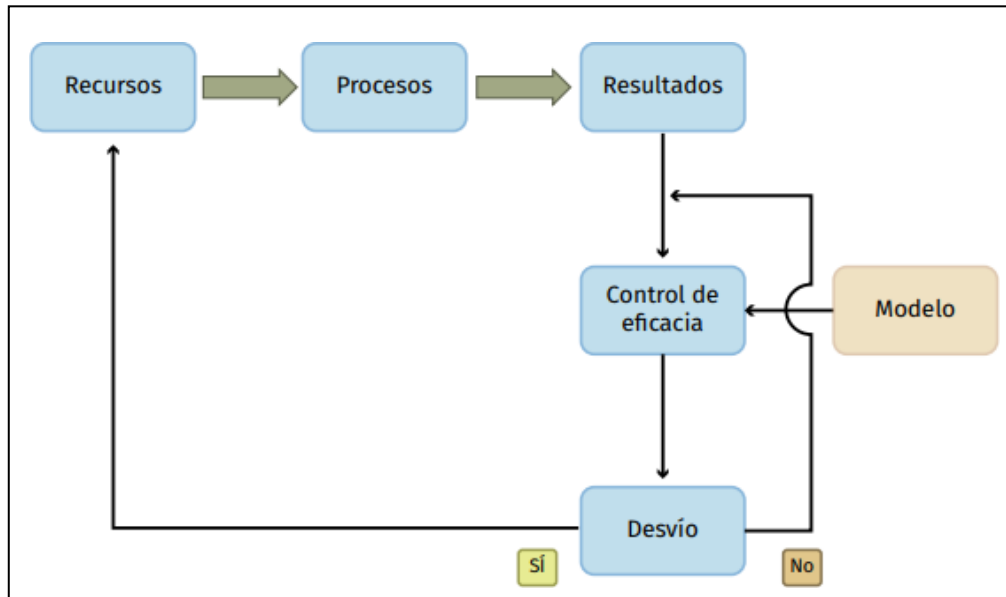 Recursos
Procesos
Resultados
Control de
eficacia
Modelo
Desvío
SÍ
No